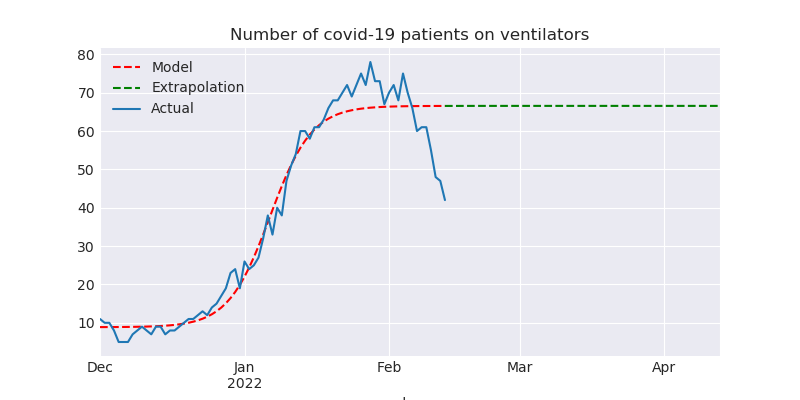 Number of covid-19 patients on ventilators
Model
Extrapolation
Actual
80
70
60
50
40
30
20
10
Dec
Jan
2022
Feb
Mar
Apr